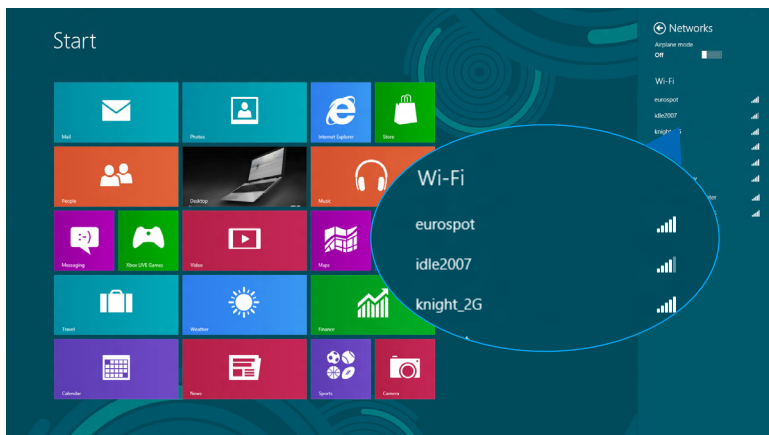 Start
Networks
Airplane mode
Off
Wi-Fi
eurospot
idle2007
Mail
Photos
Internet Explorer
Store
People
Desktop
Music
Messaging
Xbox LIVE Games
Video
Maps
Travel
Weather
Finance
Calendar
News
Sports
Camera
Wi-Fi
eurospot
idle2007
knight_2G